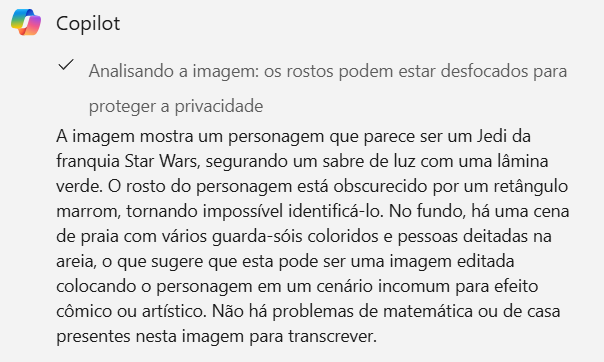 Copilot
Analisando a imagem: os rostos podem estar desfocados para
proteger a privacidade
A imagem mostra um personagem que parece ser um Jedi da
franquia Star Wars, segurando um sabre de luz com uma lâmina
verde. O rosto do personagem está obscurecido por um retângulo
marrom, tornando impossível identificá-lo. No fundo, há uma cena
de praia com vários guarda-sóis coloridos e pessoas deitadas na
areia, o que sugere que esta pode ser uma imagem editada
colocando o personagem em um cenário incomum para efeito
cômico ou artístico. Não há problemas de matemática ou de casa
presentes nesta imagem para transcrever.